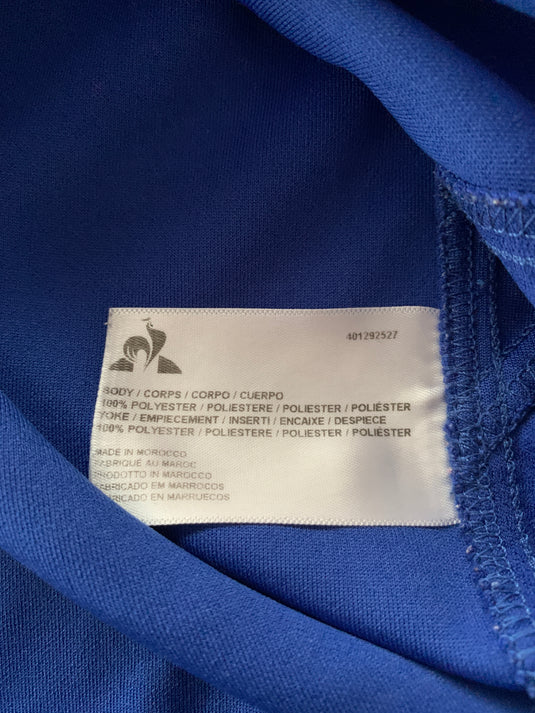 401292527
BODY / CORPS / CORPO / CUERPO
100% POLYESTER / POLIESTERE / POLIESTER / POLIÉSTER
YOKE / EMPIECEMENT / INSERTI / ENCAIXE / DESPIECE
100% POLYESTER / POLIESTERE / POLIESTER / POLIÉSTER
MADE IN MOROCCO
FABRIQUÉ AU MAROC
PRODOTTO IN MAROCCO
FABRICADO EM MARROCOS
FABRICADO EN MARRUECOS